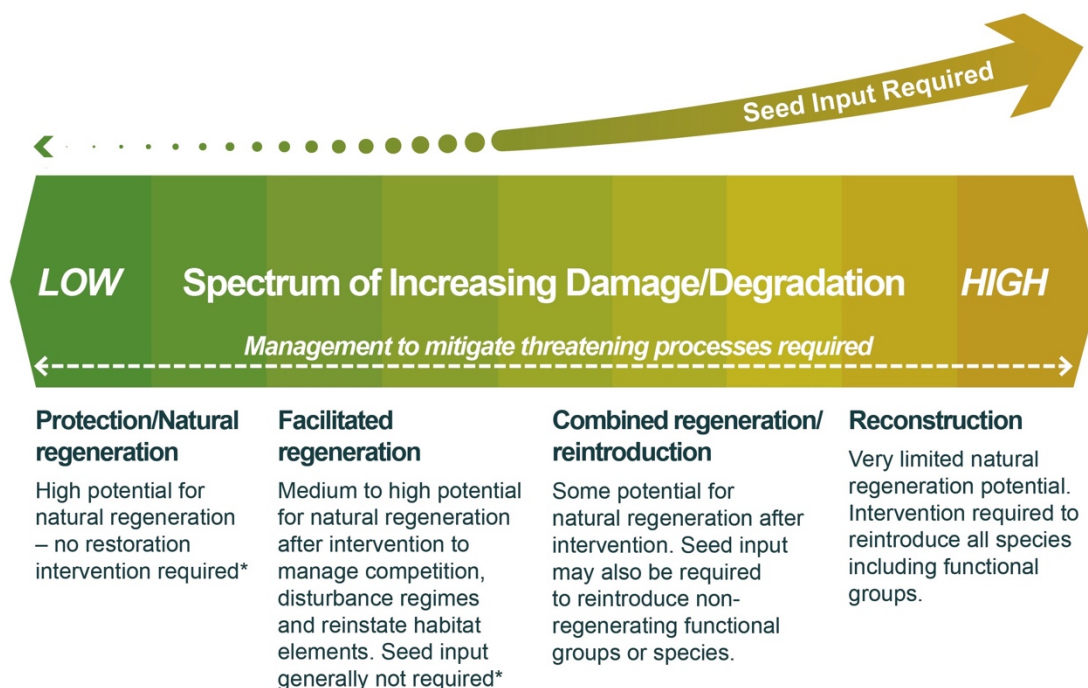 Seed Input Required
LOW Spectrum of Increasing Damage/Degradation HIGH
Management to mitigate threatening processes required
Protection/Natural
regeneration
High potential for
natural regeneration
– no restoration
intervention required*
Facilitated
regeneration
Medium to high potential
for natural regeneration
after intervention to
manage competition,
disturbance regimes
and reinstate habitat
elements. Seed input
generally not required*
Combined regeneration/
reintroduction
Some potential for
natural regeneration after
intervention. Seed input
may also be required
to reintroduce non-
regenerating functional
groups or species.
Reconstruction
Very limited natural
regeneration potential.
Intervention required to
reintroduce all species
including functional
groups.